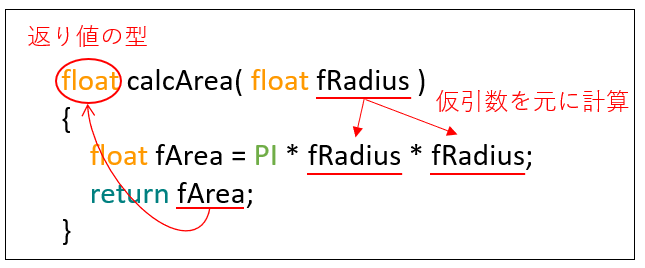 返り値の型
float calcArea( float fRadius )
仮引数を元に計算
{
float fArea = PI * fRadius * fRadius;
return fArea;
}